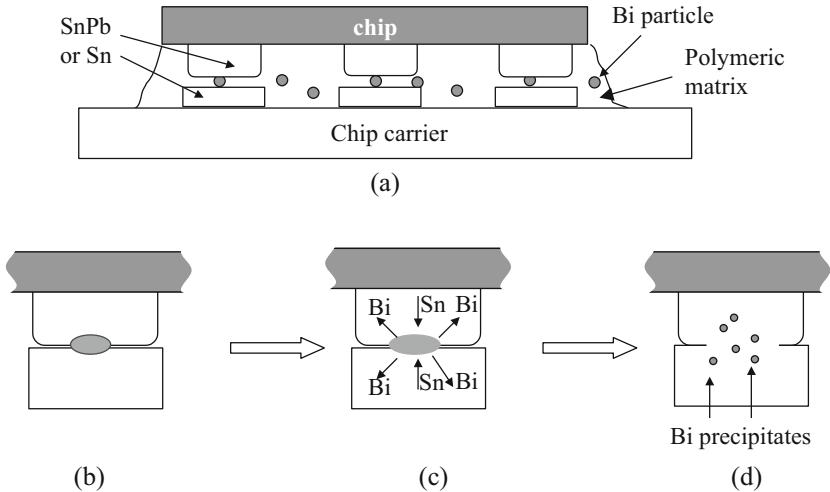 SnPb
or Sn
chip
Bi particle
Polymeric
matrix
Chip carrier
(a)
Bi
Sn
Bi
Bi
Sn
Bi
Bi precipitates
(b)
(c)
(d)